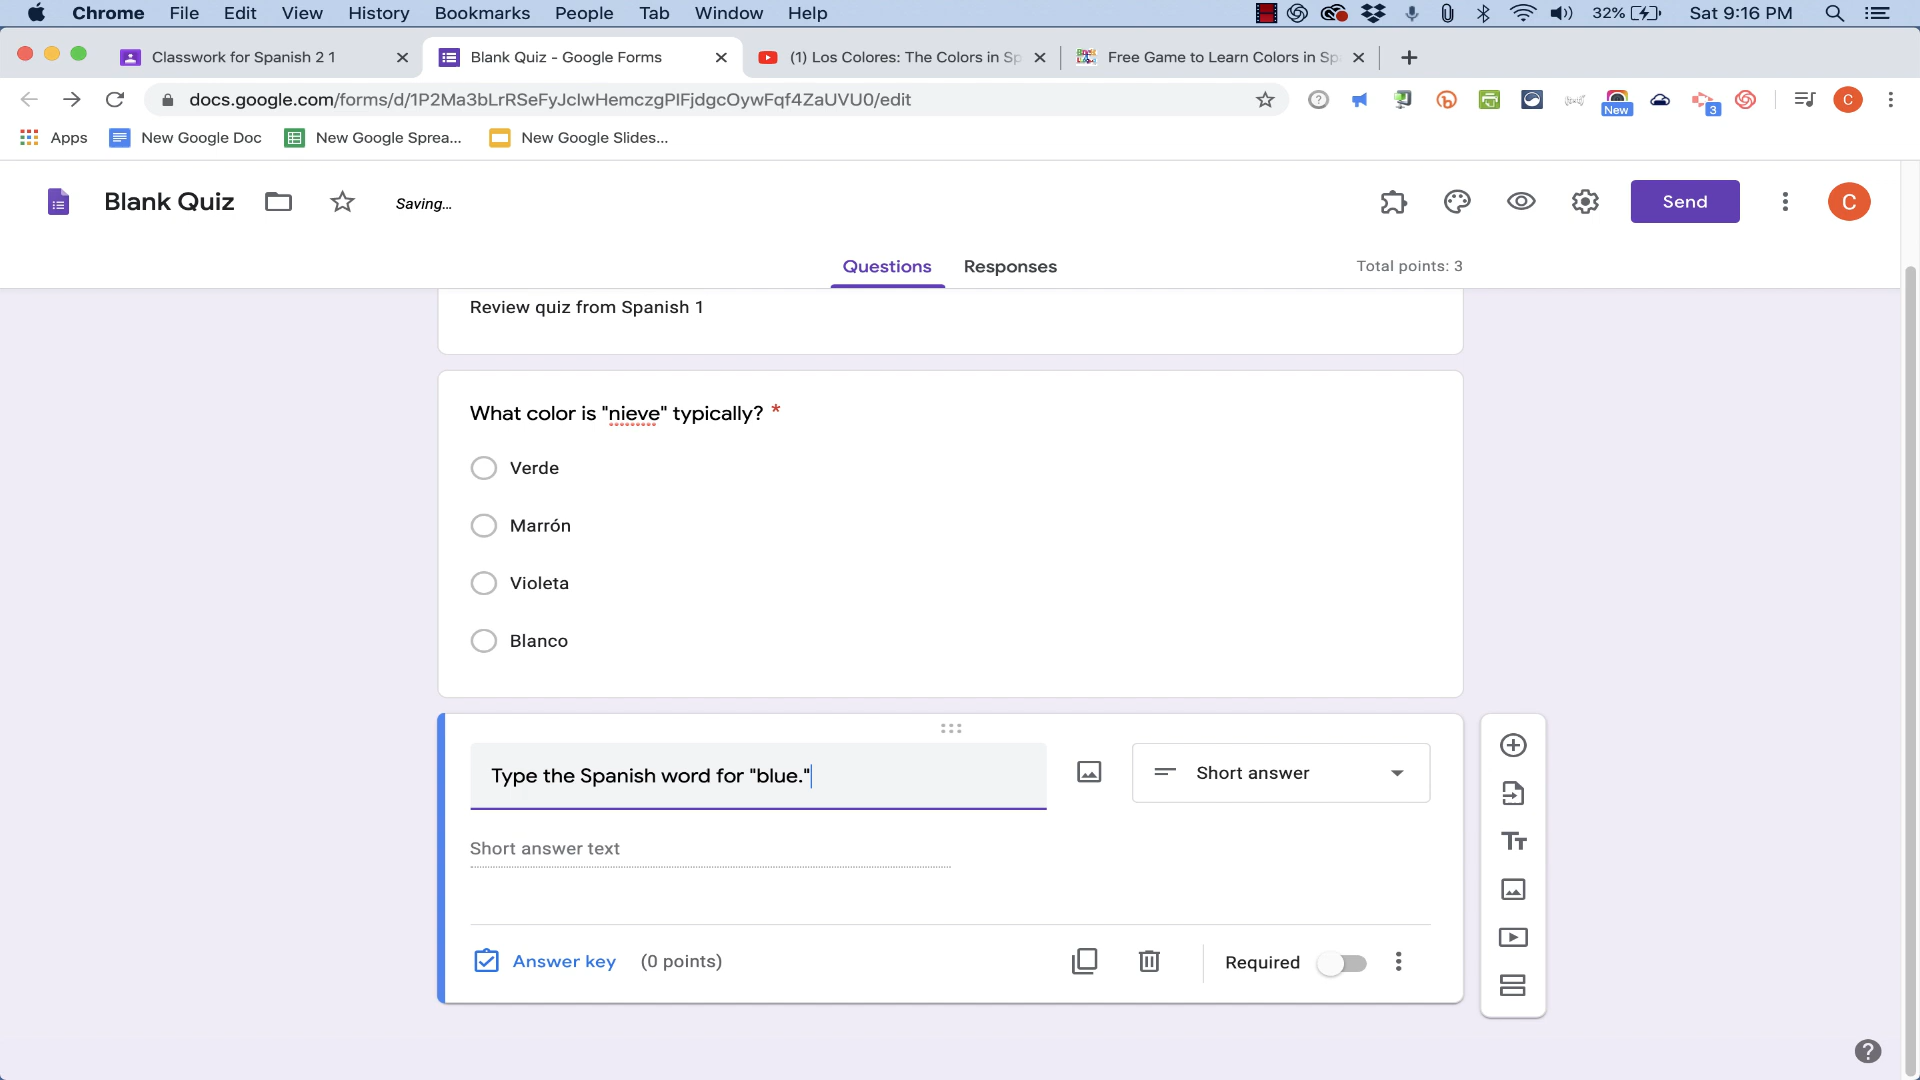 Chrome File Edit View History Bookmarks People Tab Window Help 32% Sat 9:16 PM
Classwork for Spanish 2 1 Blank Quiz - Google Forms (1) Los Colores: The Colors in Sp Free Game to Learn Colors in Sp
docs.google.com/forms/d/1P2Ma3bLrRSeFyJclwHemczgPlFjdgcOywFqf4ZaUVU0/edit New 3 C
Apps New Google Doc New Google Sprea... New Google Slides...
Blank Quiz Saving... Send C
Questions Responses Total points: 3
Review quiz from Spanish 1
What color is "nieve" typically? *
Verde
Marrón
Violeta
Blanco
Type the Spanish word for "blue."
Short answer
Short answer text
Answer key (0 points) Required